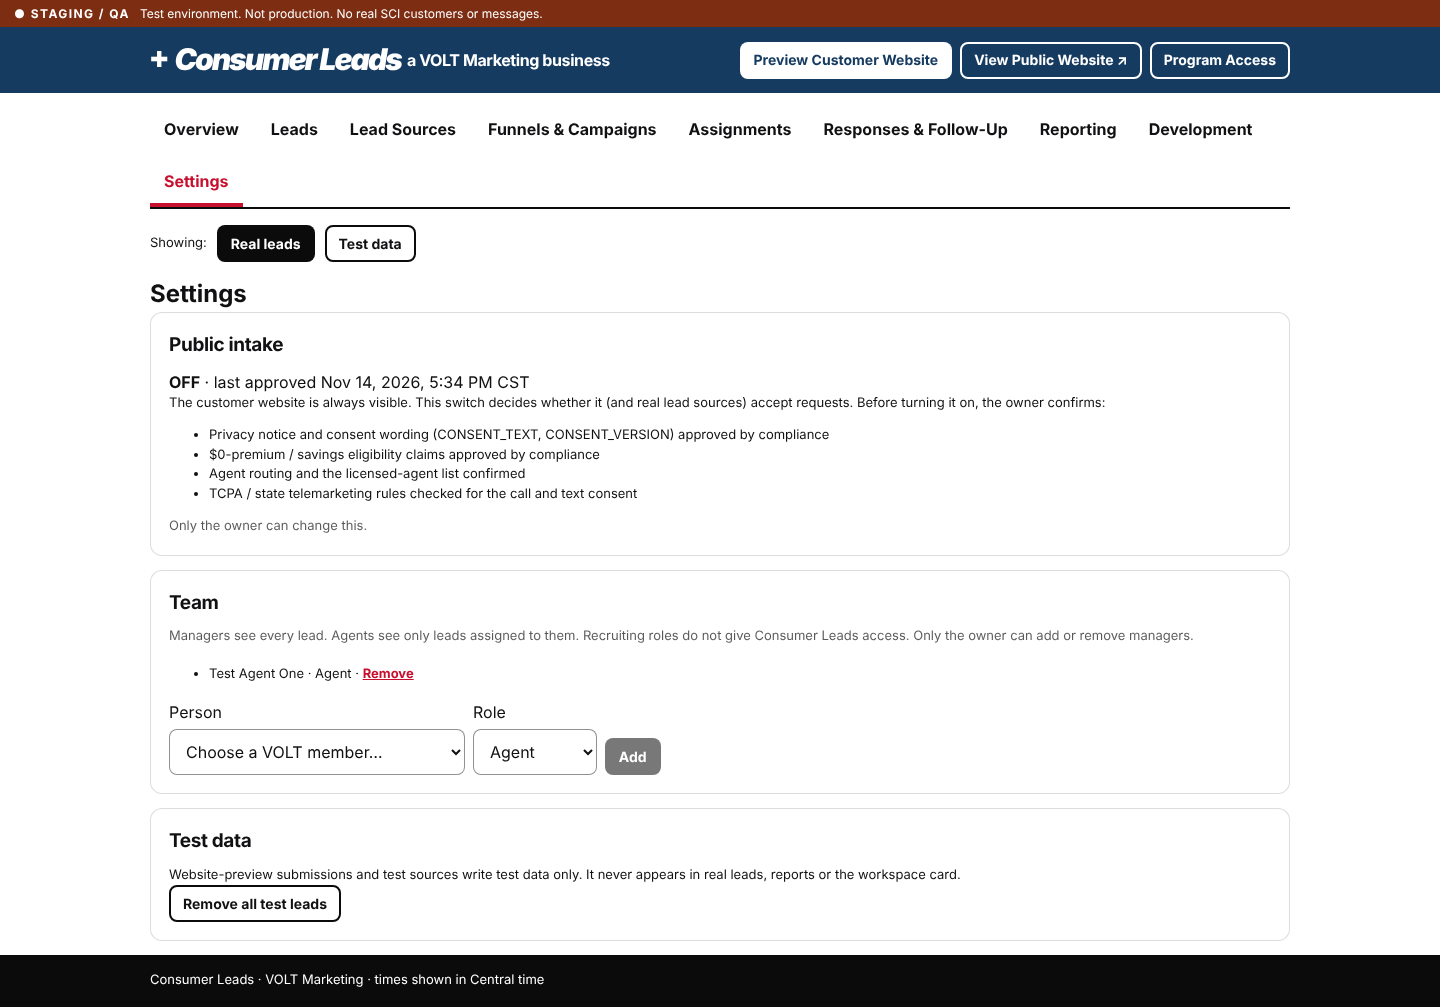 STAGING / QA Test environment. Not production. No real SCI customers or messages.
+ ConsumerLeads a VOLT Marketing business
Preview Customer Website
View Public Website ↗
Program Access
Overview
Leads
Lead Sources
Funnels & Campaigns
Assignments
Responses & Follow-Up
Reporting
Development
Settings
Showing:
Real leads
Test data
Settings
Public intake
OFF · last approved Nov 14, 2026, 5:34 PM CST
The customer website is always visible. This switch decides whether it (and real lead sources) accept requests. Before turning it on, the owner confirms:
• Privacy notice and consent wording (CONSENT_TEXT, CONSENT_VERSION) approved by compliance
• $0-premium / savings eligibility claims approved by compliance
• Agent routing and the licensed-agent list confirmed
• TCPA / state telemarketing rules checked for the call and text consent
Only the owner can change this.
Team
Managers see every lead. Agents see only leads assigned to them. Recruiting roles do not give Consumer Leads access. Only the owner can add or remove managers.
• Test Agent One · Agent · Remove
Person
Role
Choose a VOLT member...
Agent
Add
Test data
Website-preview submissions and test sources write test data only. It never appears in real leads, reports or the workspace card.
Remove all test leads
Consumer Leads · VOLT Marketing · times shown in Central time